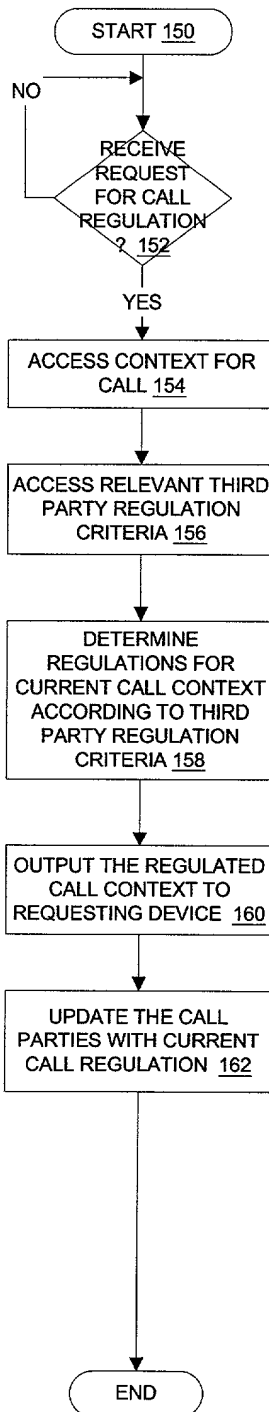 START 150
NO
RECEIVE
REQUEST
FOR CALL
REGULATION
? 152
YES
ACCESS CONTEXT FOR
CALL 154
ACCESS RELEVANT THIRD
PARTY REGULATION
CRITERIA 156
DETERMINE
REGULATIONS FOR
CURRENT CALL CONTEXT
ACCORDING TO THIRD
PARTY REGULATION
CRITERIA 158
OUTPUT THE REGULATED
CALL CONTEXT TO
REQUESTING DEVICE 160
UPDATE THE CALL
PARTIES WITH CURRENT
CALL REGULATION 162
END